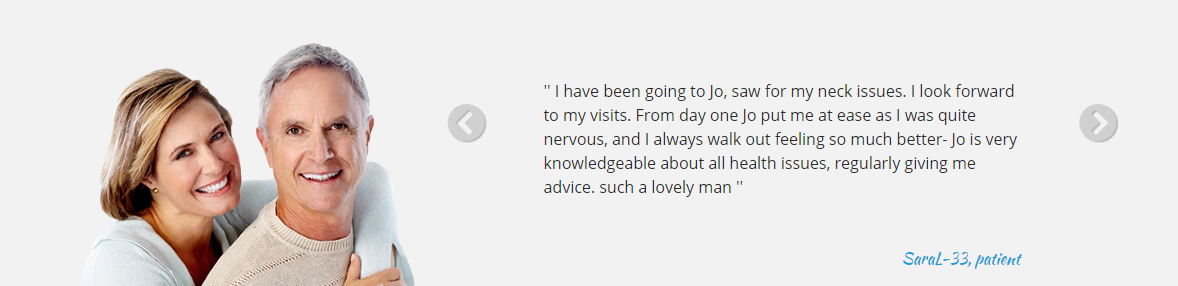 " I have been going to Jo, saw for my neck issues. I look forward
to my visits. From day one Jo put me at ease as I was quite
nervous, and I always walk out feeling so much better- Jo is very
knowledgeable about all health issues, regularly giving me
advice. such a lovely man "
SaraL-33, patient